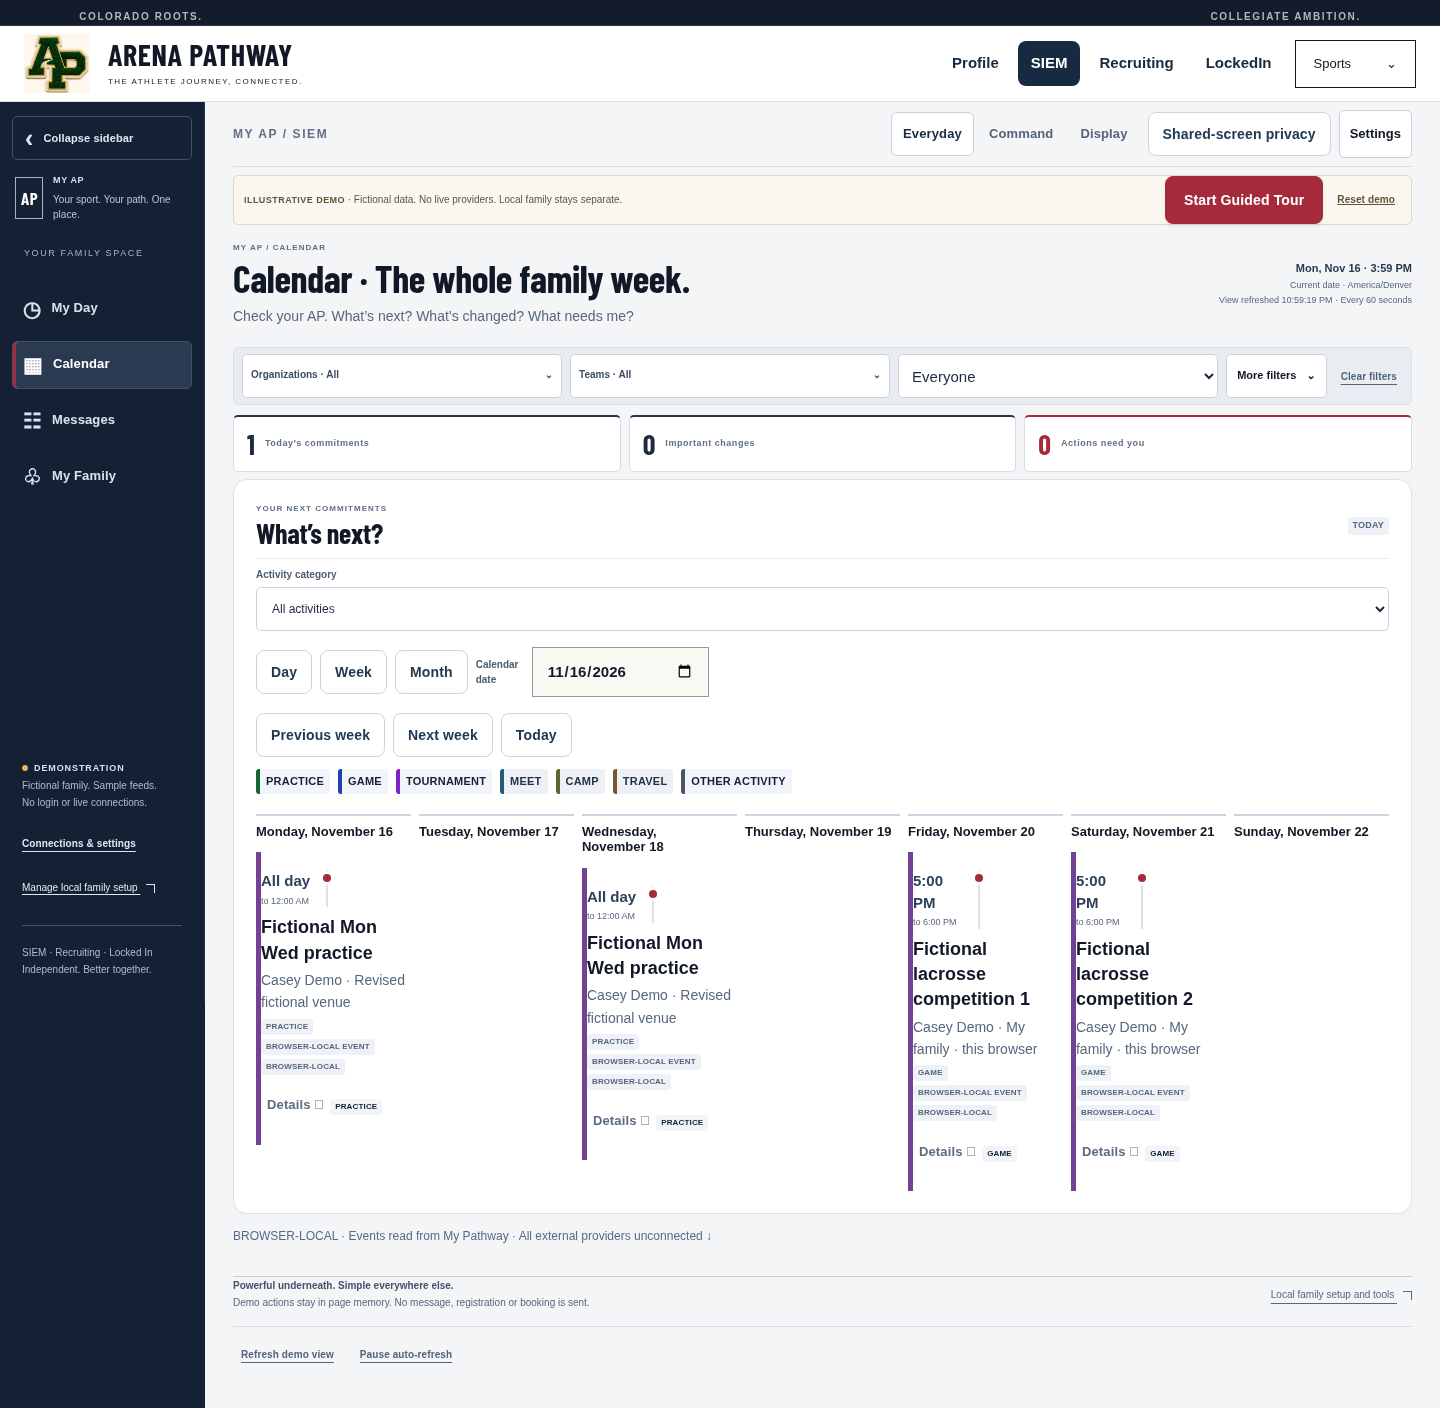 COLORADO ROOTS.
COLLEGIATE AMBITION.
AP
ARENA PATHWAY
THE ATHLETE JOURNEY, CONNECTED.
Profile
SIEM
Recruiting
LockedIn
Sports
Collapse sidebar
AP
MY AP
Your sport. Your path. One
place.
YOUR FAMILY SPACE
My Day
Calendar
Messages
My Family
DEMONSTRATION
Fictional family. Sample feeds.
No login or live connections.
Connections & settings
Manage local family setup
SIEM · Recruiting · Locked In
Independent. Better together.
MY AP / SIEM
Everyday
Command
Display
Shared-screen privacy
Settings
ILLUSTRATIVE DEMO · Fictional data. No live providers. Local family stays separate.
Start Guided Tour
Reset demo
MY AP / CALENDAR
Calendar · The whole family week.
Check your AP. What’s next? What’s changed? What needs me?
Mon, Nov 16 · 3:59 PM
Current date · America/Denver
View refreshed 10:59:19 PM · Every 60 seconds
Organizations · All
Teams · All
Everyone
More filters
Clear filters
1 Today’s commitments
0 Important changes
0 Actions need you
YOUR NEXT COMMITMENTS
What’s next?
TODAY
Activity category
All activities
Day
Week
Month
Calendar
date
11/16/2026
Previous week
Next week
Today
PRACTICE
GAME
TOURNAMENT
MEET
CAMP
TRAVEL
OTHER ACTIVITY
Monday, November 16
All day
to 12:00 AM
Fictional Mon
Wed practice
Casey Demo · Revised
fictional venue
PRACTICE
BROWSER-LOCAL EVENT
BROWSER-LOCAL
Details
PRACTICE
Tuesday, November 17
Wednesday,
November 18
All day
to 12:00 AM
Fictional Mon
Wed practice
Casey Demo · Revised
fictional venue
PRACTICE
BROWSER-LOCAL EVENT
BROWSER-LOCAL
Details
PRACTICE
Thursday, November 19
Friday, November 20
5:00
PM
to 6:00 PM
Fictional
lacrosse
competition 1
Casey Demo · My
family · this browser
GAME
BROWSER-LOCAL EVENT
BROWSER-LOCAL
Details
GAME
Saturday, November 21
5:00
PM
to 6:00 PM
Fictional
lacrosse
competition 2
Casey Demo · My
family · this browser
GAME
BROWSER-LOCAL EVENT
BROWSER-LOCAL
Details
GAME
Sunday, November 22
BROWSER-LOCAL · Events read from My Pathway · All external providers unconnected ↓
Powerful underneath. Simple everywhere else.
Demo actions stay in page memory. No message, registration or booking is sent.
Local family setup and tools
Refresh demo view
Pause auto-refresh